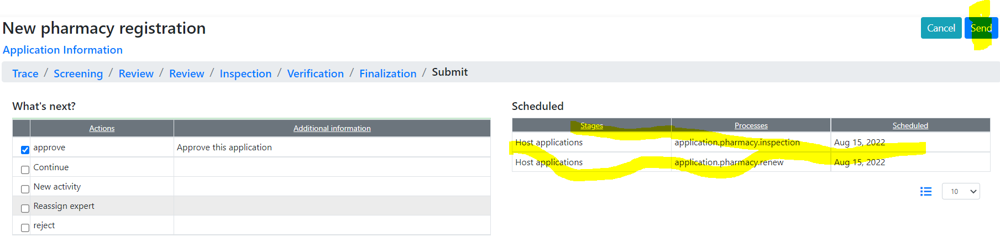 New pharmacy registration
Cancel
Send
Application Information
Trace / Screening / Review / Review / Inspection / Verification / Finalization / Submit
What's next?
Actions Additional information
approve Approve this application
Continue
New activity
Reassign expert
reject
Scheduled
Stages Processes Scheduled
Host applications application.pharmacy.inspection Aug 15, 2022
Host applications application.pharmacy.renew Aug 15, 2022
10